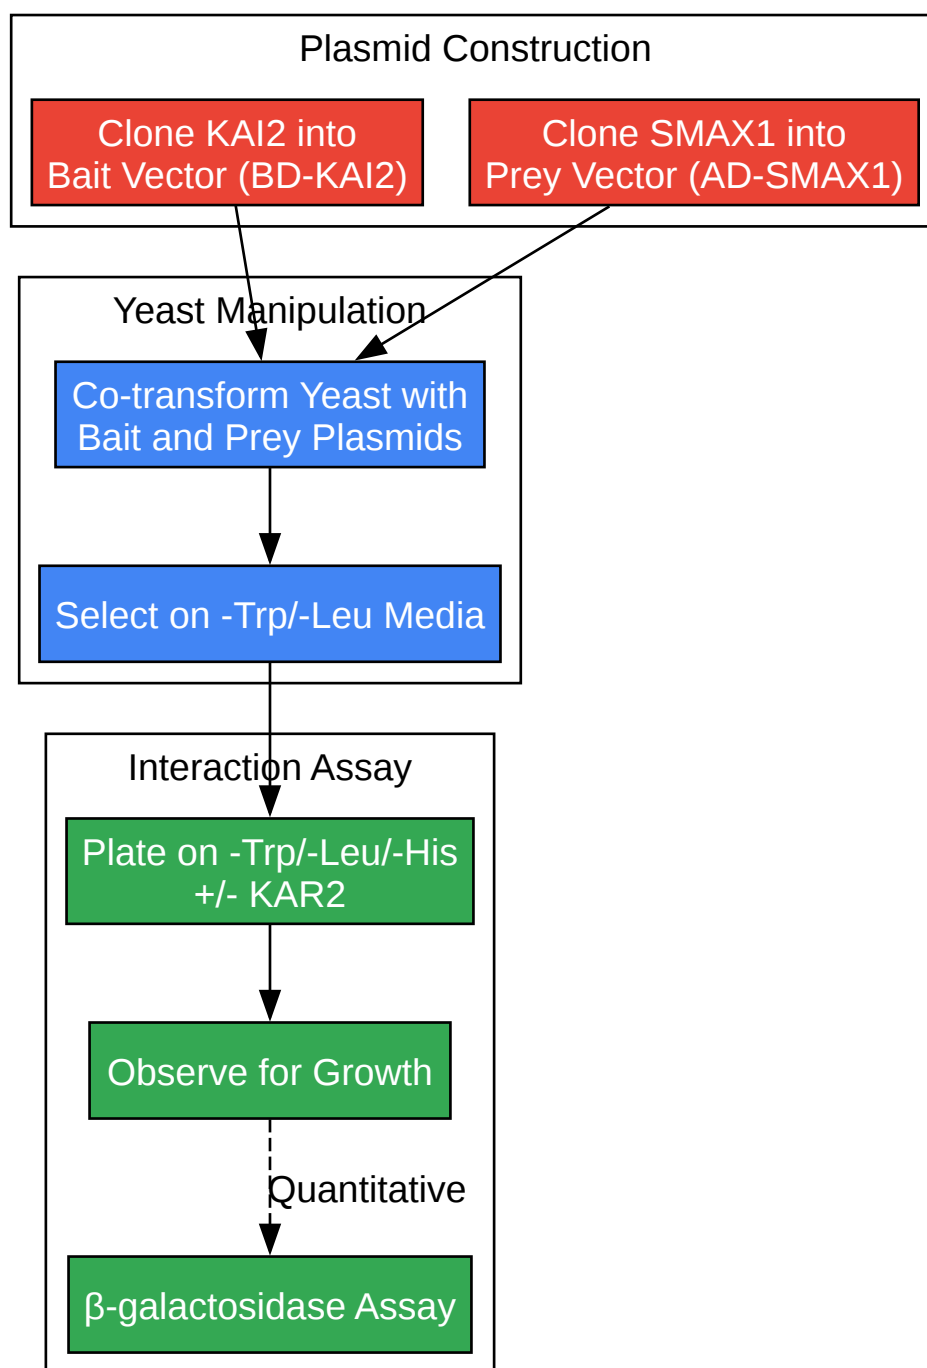 Plasmid Construction
Clone KAI2 into
Bait Vector (BD-KAI2)
Clone SMAX1 into
Prey Vector (AD-SMAX1)
Yeast Manipulation
Co-transform Yeast with
Bait and Prey Plasmids
Select on -Trp/-Leu Media
Interaction Assay
Plate on -Trp/-Leu/-His
+/- KAR2
Observe for Growth
Quantitative
β-galactosidase Assay